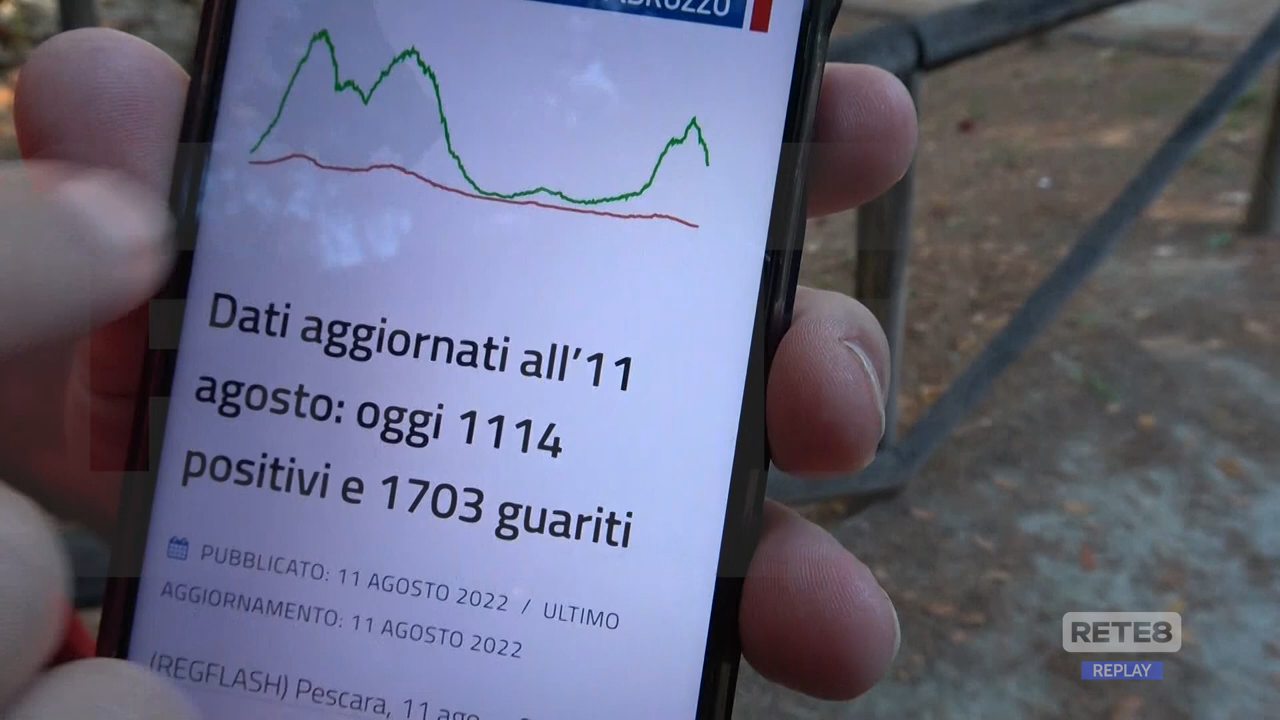 Dati aggiornati all'11
agosto: oggi 1114
positivi e 1703 guariti
PUBBLICATO: 11 AGOSTO 2022 / ULTIMO
AGGIORNAMENTO: 11 AGOSTO 2022
(REGFLASH) Pescara, 11
RETE8
REPLAY